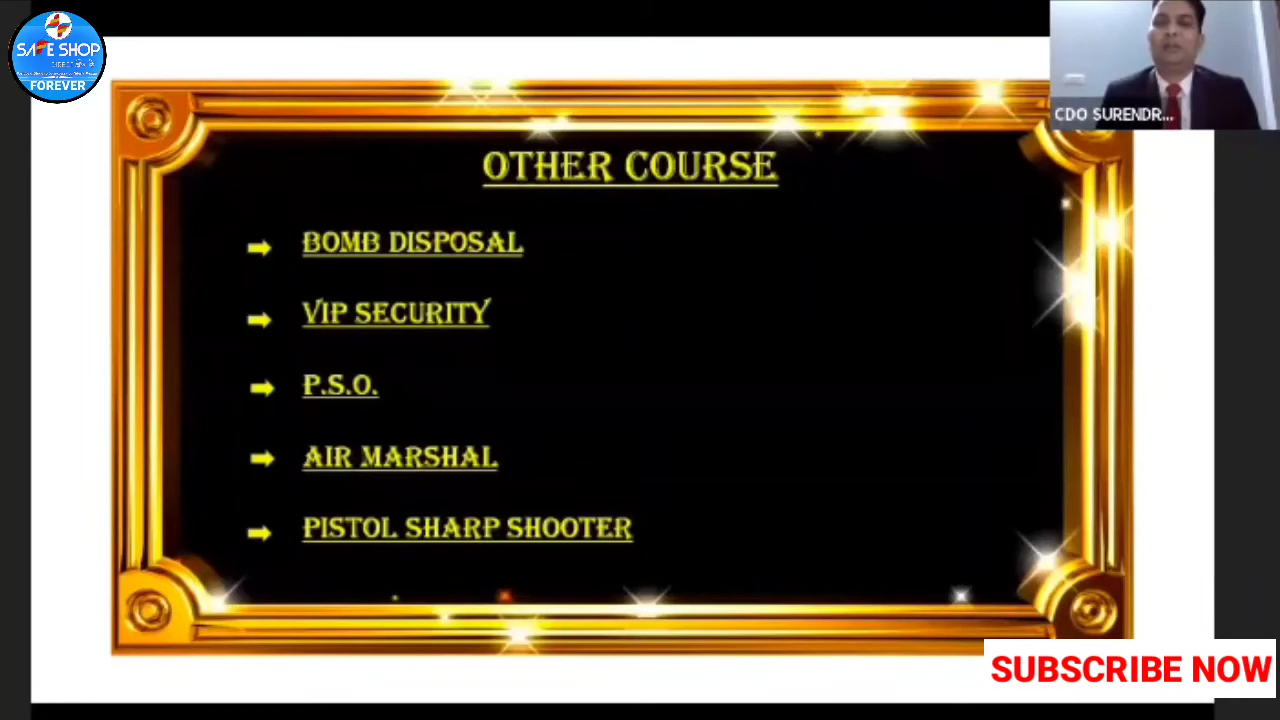 SAFE SHOP
FOREVER
CDO SURENDR...
OTHER COURSE
BOMB DISPOSAL
VIP SECURITY
P.S.O.
AIR MARSHAL
PISTOL SHARP SHOOTER
SUBSCRIBE NOW